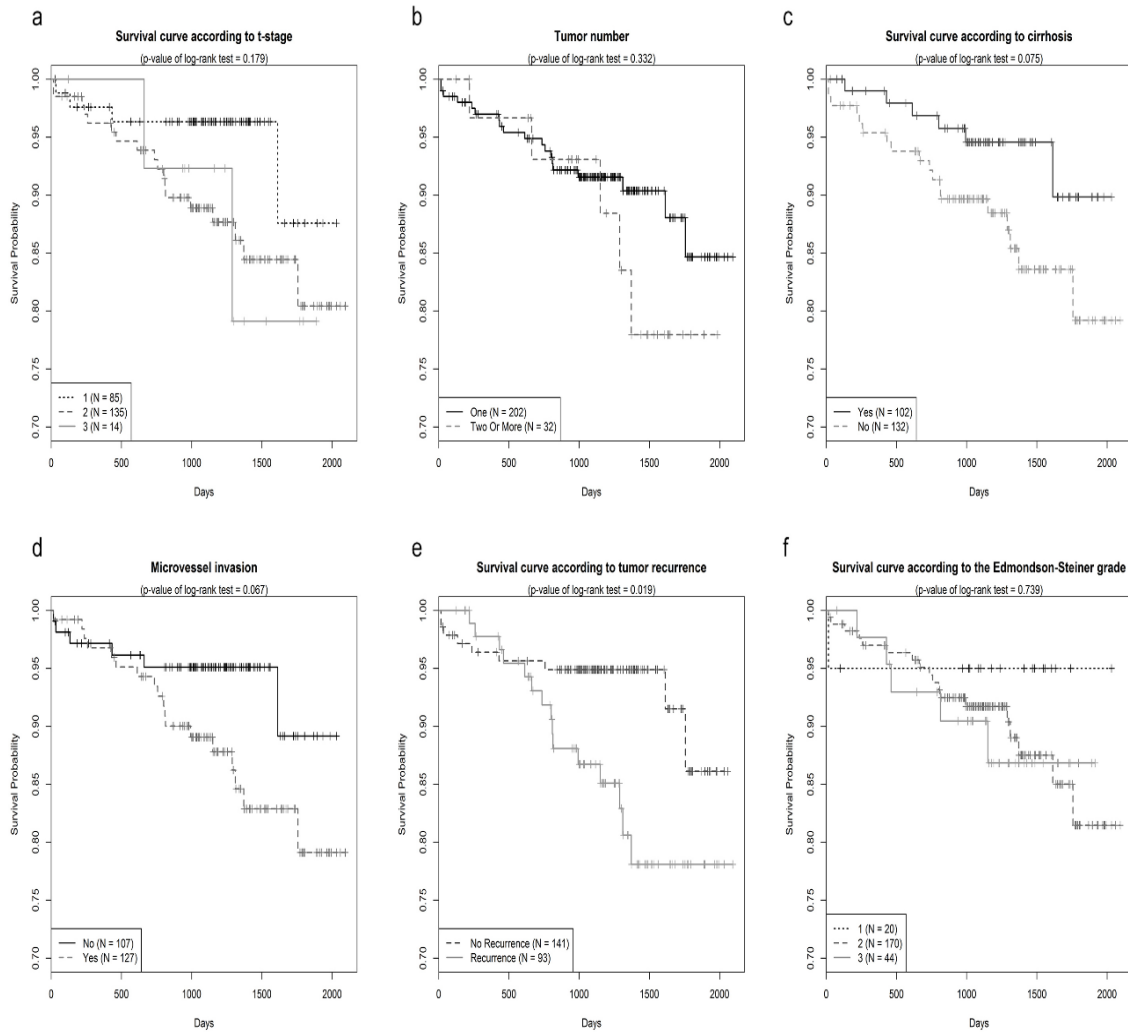 a
Survival curve according to t-stage
(p-value of log-rank test = 0.179)
Survival Probability
1.00
0.95
0.90
0.85
0.80
0.75
0.70
1 (N = 85)
2 (N = 135)
3 (N = 14)
0 500 1000 1500 2000
Days
b
Tumor number
(p-value of log-rank test = 0.332)
Survival Probability
1.00
0.95
0.90
0.85
0.80
0.75
0.70
One (N = 202)
Two Or More (N = 32)
0 500 1000 1500 2000
Days
c
Survival curve according to cirrhosis
(p-value of log-rank test = 0.075)
Survival Probability
1.00
0.95
0.90
0.85
0.80
0.75
0.70
Yes (N = 102)
No (N = 132)
0 500 1000 1500 2000
Days
d
Microvessel invasion
(p-value of log-rank test = 0.067)
Survival Probability
1.00
0.95
0.90
0.85
0.80
0.75
0.70
No (N = 107)
Yes (N = 127)
0 500 1000 1500 2000
Days
e
Survival curve according to tumor recurrence
(p-value of log-rank test = 0.019)
Survival Probability
1.00
0.95
0.90
0.85
0.80
0.75
0.70
No Recurrence (N = 141)
Recurrence (N = 93)
0 500 1000 1500 2000
Days
f
Survival curve according to the Edmondson-Steiner grade
(p-value of log-rank test = 0.739)
Survival Probability
1.00
0.95
0.90
0.85
0.80
0.75
0.70
1 (N = 20)
2 (N = 170)
3 (N = 44)
0 500 1000 1500 2000
Days